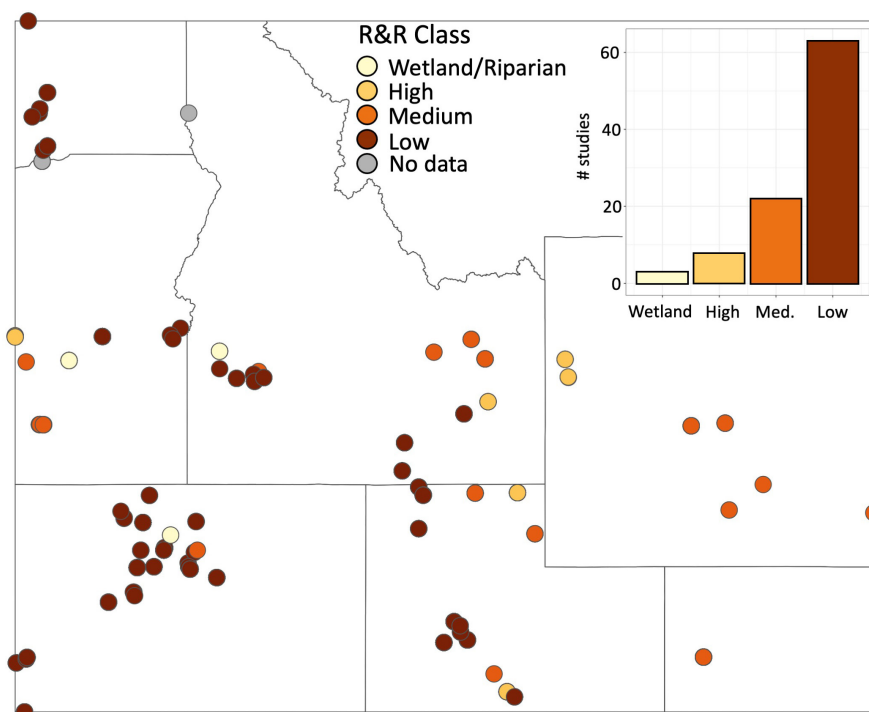 R&R Class
Wetland/Riparian
High
Medium
Low
No data
# studies
60
40
20
0
Wetland High Med. Low